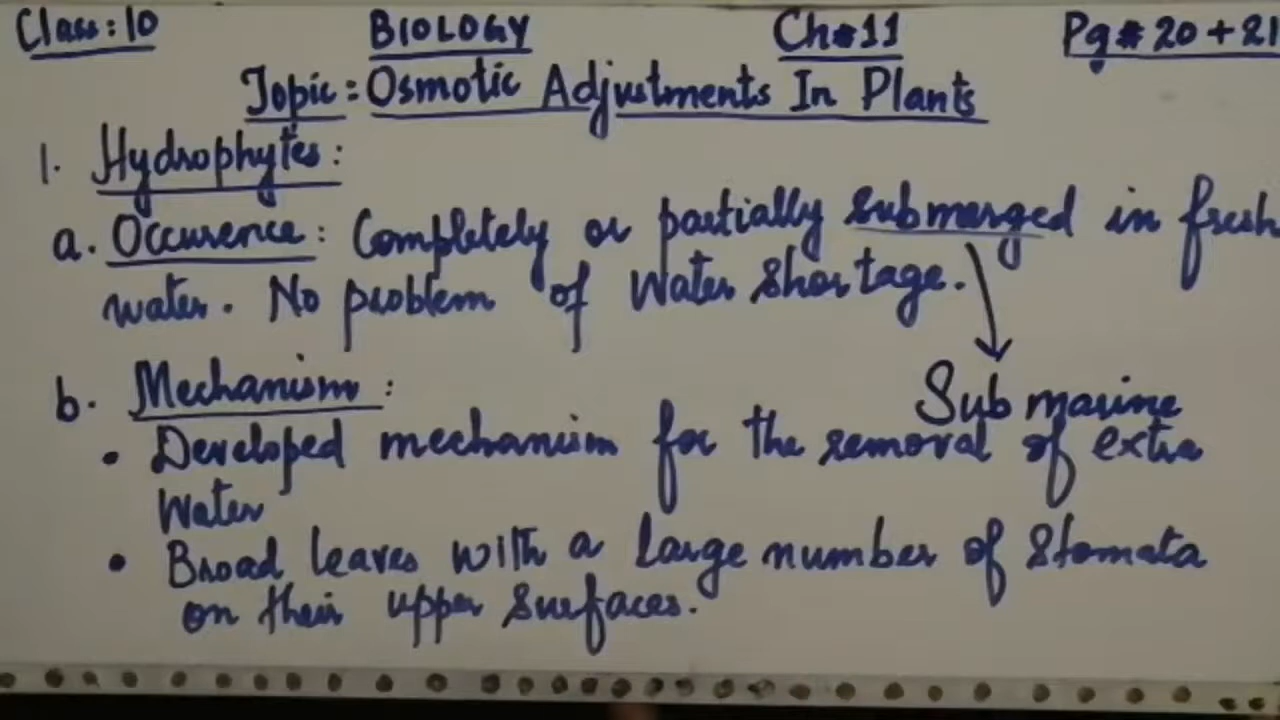 Class:10 BIOLOGY Ch#11 Pg# 20+21
Topic: Osmotic Adjustments In Plants
1. Hydrophytes:
a. Occurence: Completely or partially submerged in fresh
water. No problem of Water Shortage.
b. Mechanism:
Submarine
• Developed mechanism for the removal of extra
Water
• Broad leaves with a large number of Stomata
on their upper Surfaces.